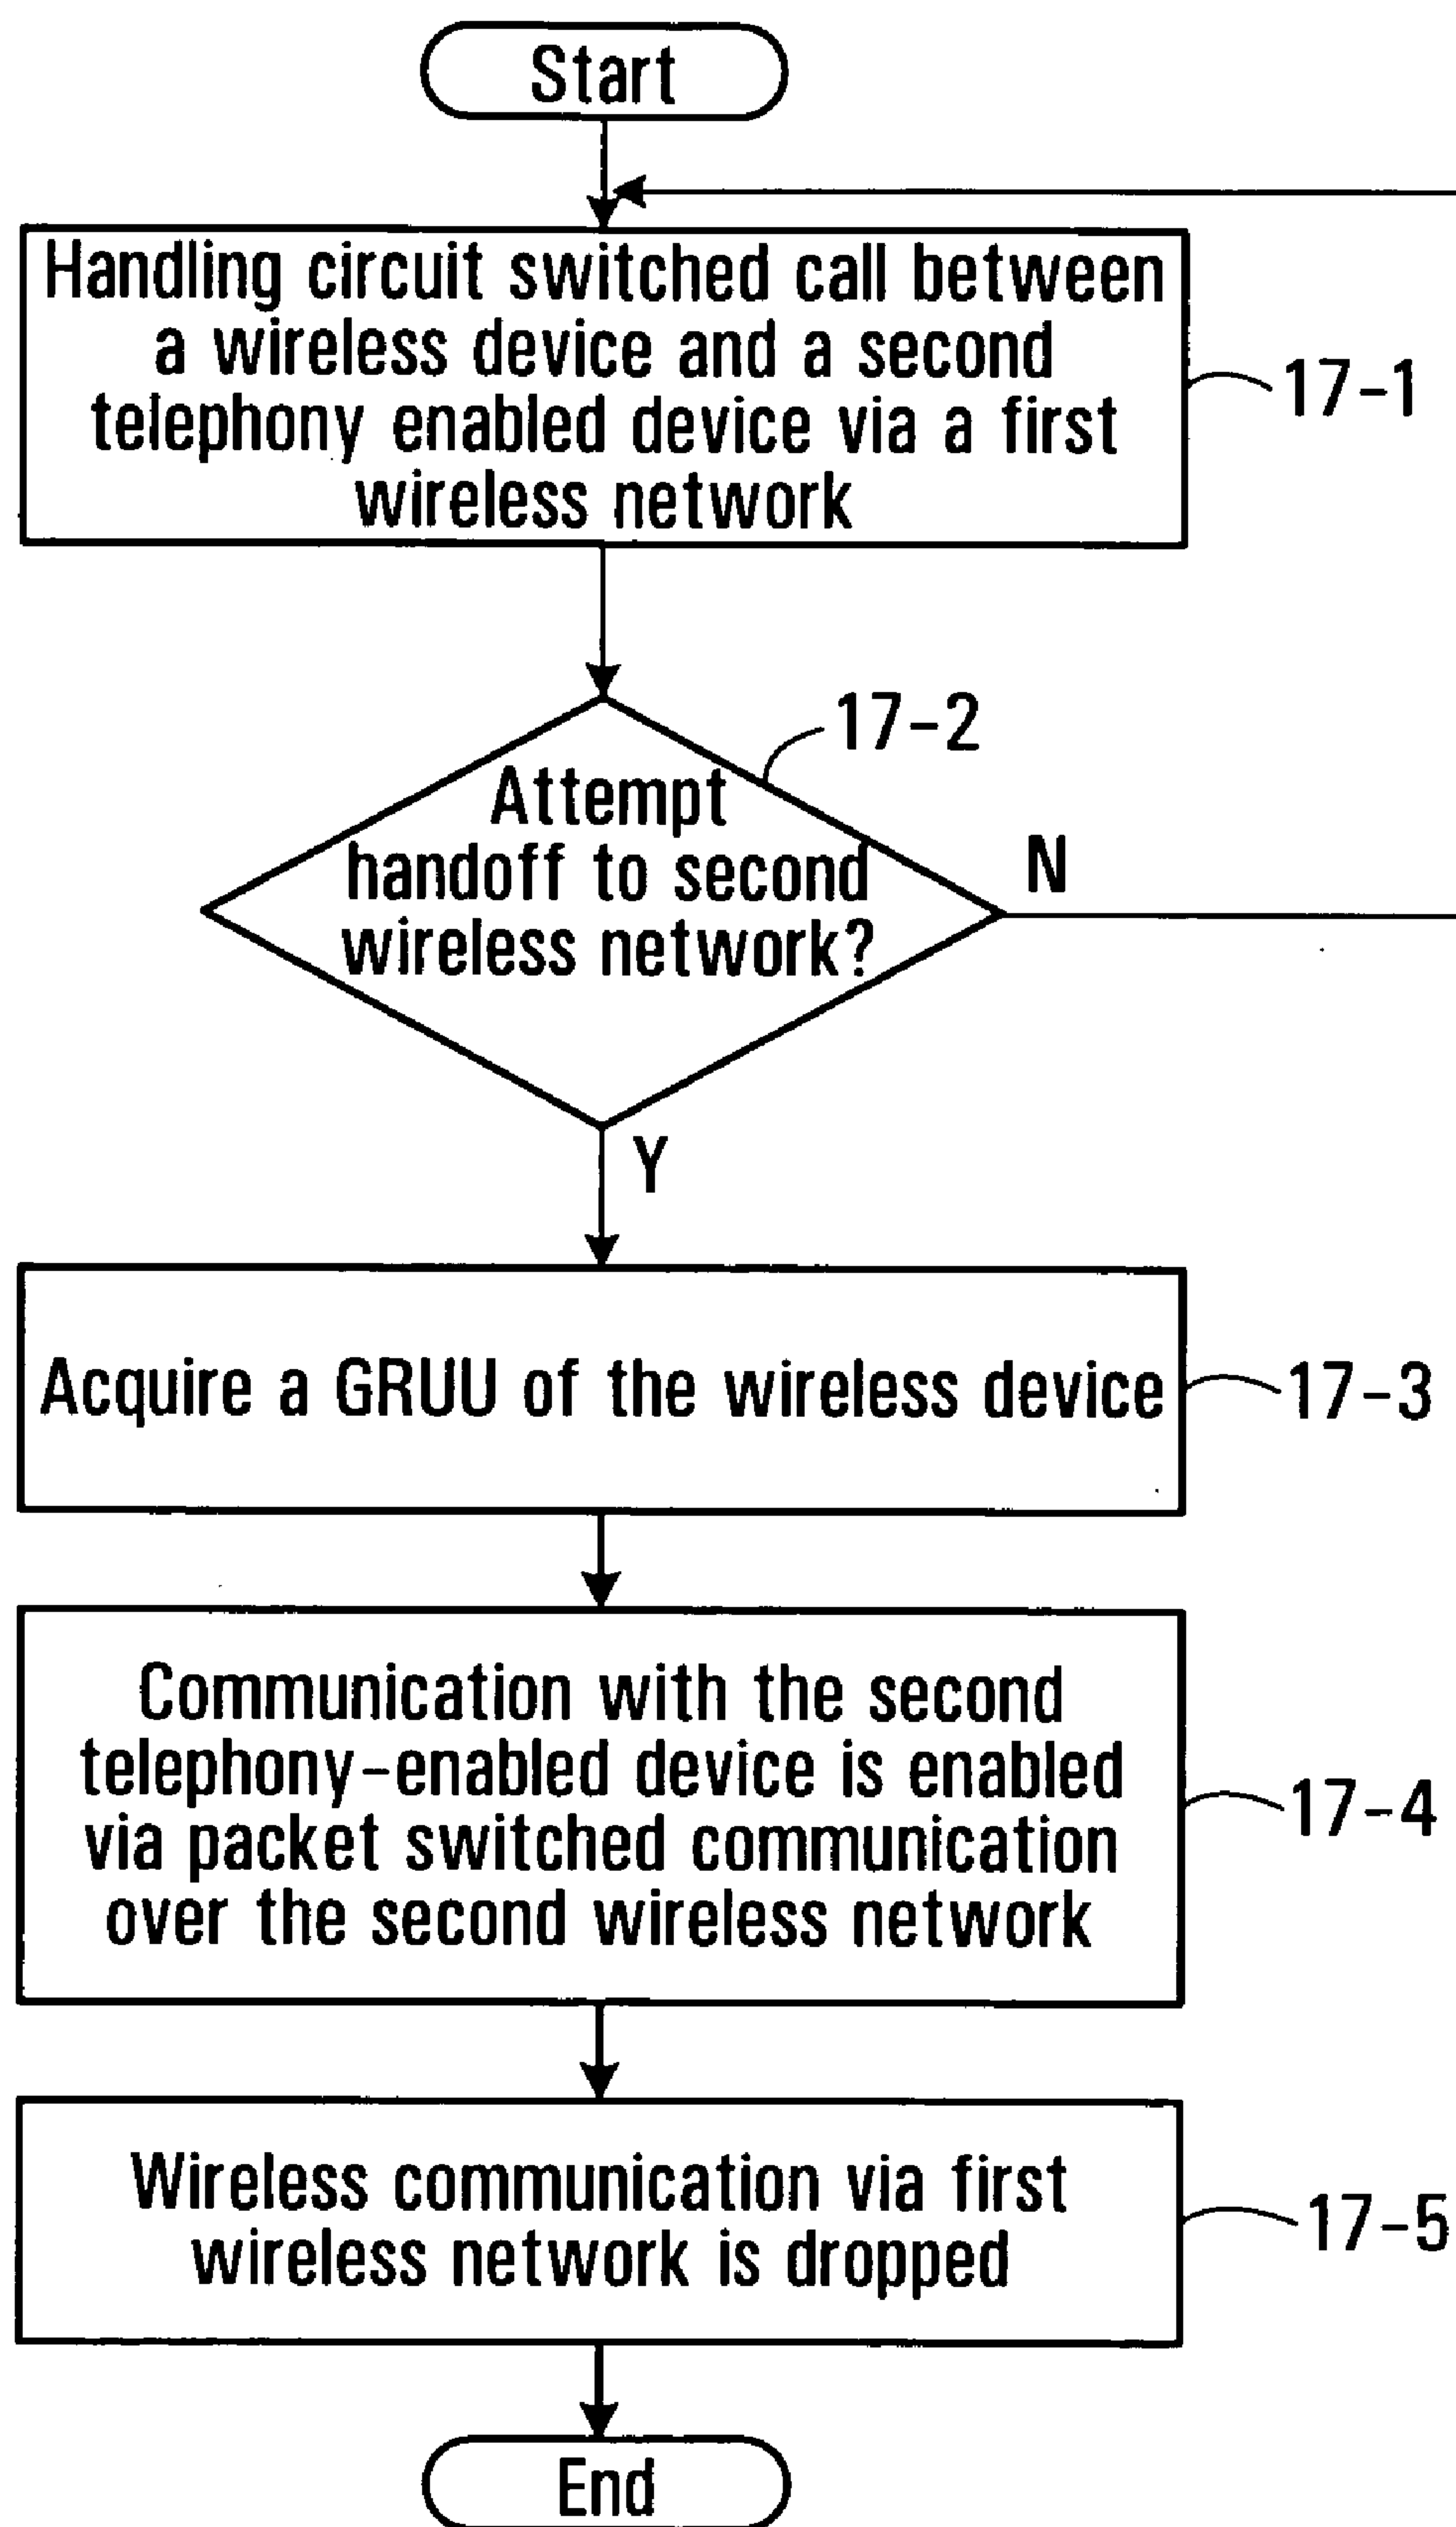 Start
Handling circuit switched call between
a wireless device and a second
telephony enabled device via a first
wireless network
17-1
17-2
Attempt
handoff to second
wireless network?
N
Y
Acquire a GRUU of the wireless device
17-3
Communication with the second
telephony-enabled device is enabled
via packet switched communication
over the second wireless network
17-4
Wireless communication via first
wireless network is dropped
17-5
End